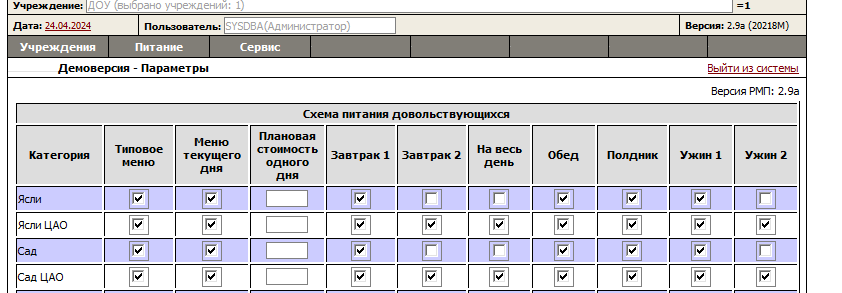 Учреждение: ДОУ (выбрано учреждений: 1) =1
Дата: 24.04.2024 Пользователь: SYSDBA(Администратор) Версия: 2.9a (20218M)
Учреждения Питание Сервис
Демоверсия - Параметры Выйти из системы
Версия РМП: 2.9a
Схема питания довольствующихся
Категория Типовое меню Меню текущего дня Плановая стоимость одного дня Завтрак 1 Завтрак 2 На весь день Обед Полдник Ужин 1 Ужин 2
Ясли
Ясли ЦАО
Сад
Сад ЦАО